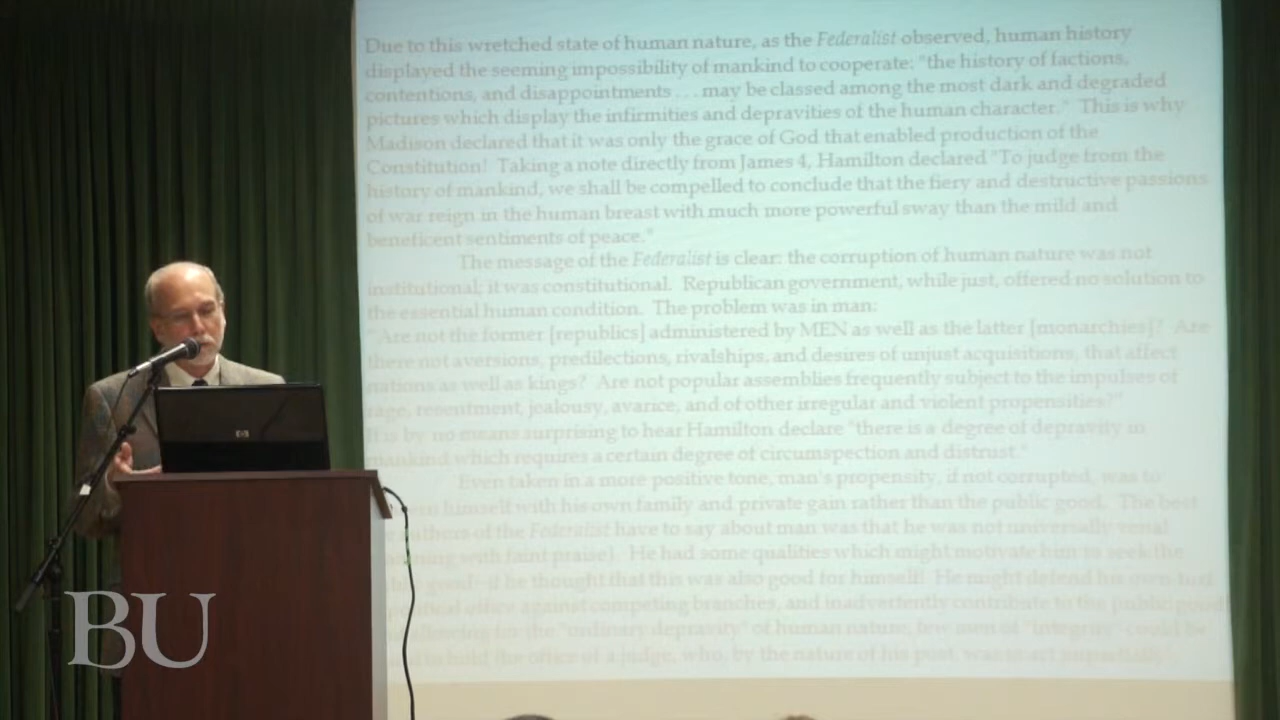 Due to this wretched state of human nature, as the Federalist observed, human history
displayed the seeming impossibility of mankind to cooperate: "the history of factions,
contentions, and disappointments . . . may be classed among the most dark and degraded
pictures which display the infirmities and depravities of the human character." This is why
Madison declared that it was only the grace of God that enabled production of the
Constitution! Taking a note directly from James 4, Hamilton declared "To judge from the
history of mankind, we shall be compelled to conclude that the fiery and destructive passions
of war reign in the human breast with much more powerful sway than the mild and
beneficent sentiments of peace."
The message of the Federalist is clear: the corruption of human nature was not
institutional; it was constitutional. Republican government, while just, offered no solution to
the essential human condition. The problem was in man:
"Are not the former [republics] administered by MEN as well as the latter [monarchies]? Are
there not aversions, predilections, rivalships, and desires of unjust acquisitions, that affect
nations as well as kings? Are not popular assemblies frequently subject to the impulses of
rage, resentment, jealousy, avarice, and of other irregular and violent propensities?"
It is by no means surprising to hear Hamilton declare "there is a degree of depravity in
mankind which requires a certain degree of circumspection and distrust."
Even taken in a more positive tone, man's propensity, if not corrupted, was to
himself with his own family and private gain rather than the public good. The best
authors of the Federalist have to say about man was that he was not universally venal
with faint praise). He had some qualities which might motivate him to seek the
good--if he thought that this was also good for himself! He might defend his own turf
office against competing branches, and inadvertently contribute to the public good
allowing for the "ordinary depravity" of human nature, few men of "integrity" could be
to hold the office of a judge, who, by the nature of his post, was to act
hp
BU